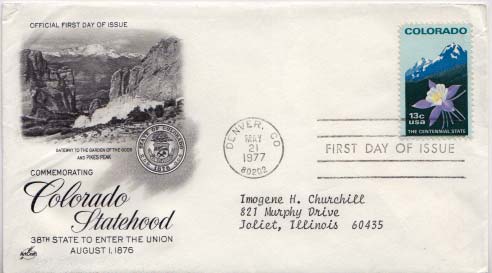 OFFICIAL FIRST DAY OF ISSUE
GATEWAY TO THE GARDEN OF THE GODS
AND PIKES PEAK
COMMEMORATING
Colorado
Statehood
38TH STATE TO ENTER THE UNION
AUGUST 1, 1876
ArtCraft
DENVER, CO
MAY
21
1977
80202
COLORADO
13c
usa
THE CENTENNIAL STATE
FIRST DAY OF ISSUE
Imogene H. Churchill
821 Murphy Drive
Joliet, Illinois 60435